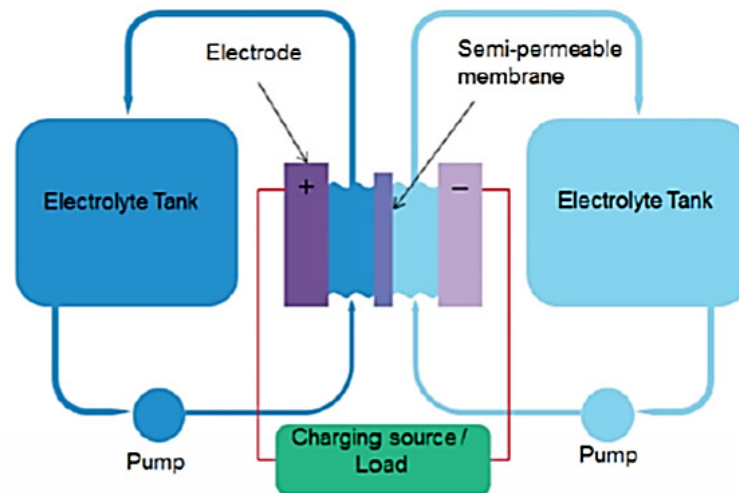 Electrode
Semi-permeable
membrane
Electrolyte Tank
+
–
Electrolyte Tank
Pump
Charging source /
Load
Pump